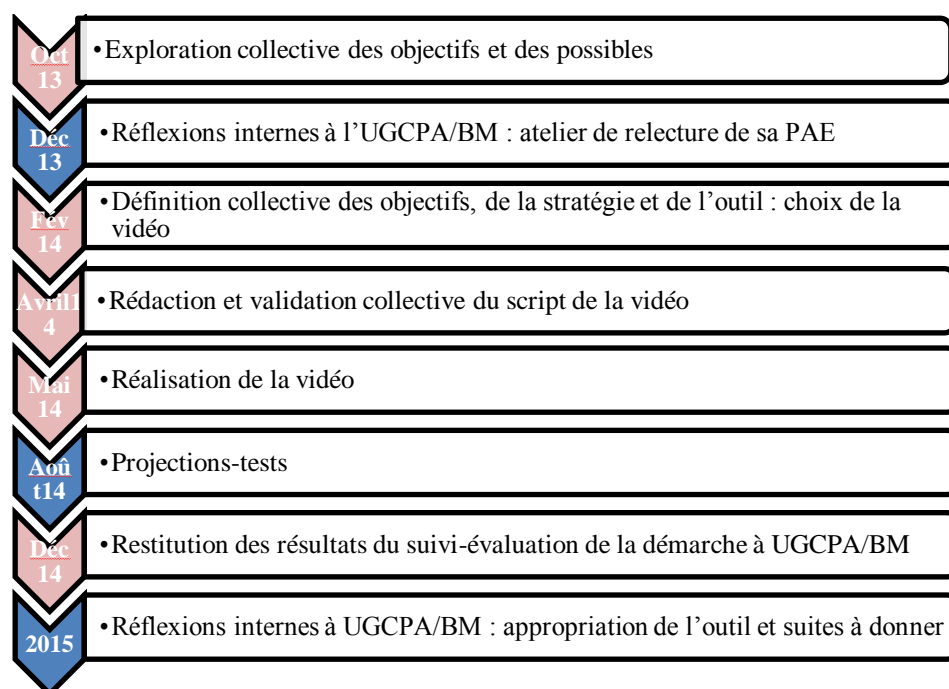 Oct
13
•Exploration collective des objectifs et des possibles
Déc
13
•Réflexions internes à l’UGCPA/BM : atelier de relecture de sa PAE
Fév
14
•Définition collective des objectifs, de la stratégie et de l’outil : choix de la
vidéo
Avril1
4
•Rédaction et validation collective du script de la vidéo
Mai
14
•Réalisation de la vidéo
Aoû
t14
•Projections-tests
Déc
14
•Restitution des résultats du suivi-évaluation de la démarche à UGCPA/BM
2015
•Réflexions internes à UGCPA/BM : appropriation de l’outil et suites à donner